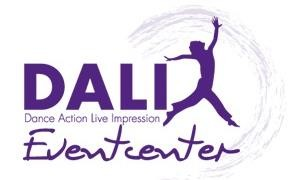 DALI
Dance Action Live Impression
Eventcenter